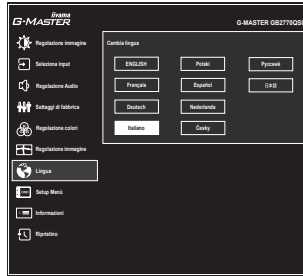 iiyama
G-MASTER
G-MASTER GB2770QS
Regolazione immagine
Seleziona input
Regolazione Audio
Settaggi di fabbrica
Regolazione colori
Regolazione immagine
Lingua
Setup Menù
Informazioni
Ripristino
Cambia lingua
ENGLISH
Polski
Русский
Français
Español
日本語
Deutsch
Nederlands
Italiano
Česky